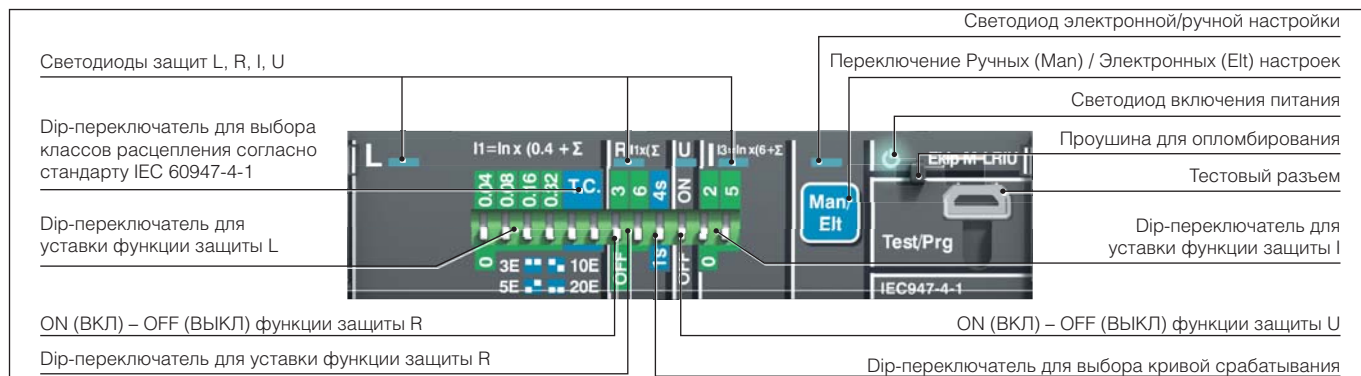 Светодиод электронной/ручной настройки
Светодиоды защит L, R, I, U
Переключение Ручных (Man) / Электронных (Elt) настроек
Светодиод включения питания
Dip-переключатель для выбора
классов расцепления согласно
стандарту IEC 60947-4-1
Проушина для опломбирования
Тестовый разъем
Dip-переключатель для
уставки функции защиты L
Dip-переключатель для
уставки функции защиты I
L
I1=In x (0.4 + Σ
R
I1x(Σ
U
I
I3=In x(6+Σ
Ekip M-LRIU
0.04
0.08
0.16
0.32
T.C.
3
6
4s
ON
2
5
Man/
Elt
Test/Prg
0
3E
10E
5E
20E
OFF
1s
OFF
0
IEC947-4-1
ON (ВКЛ) – OFF (ВЫКЛ) функции защиты R
ON (ВКЛ) – OFF (ВЫКЛ) функции защиты U
Dip-переключатель для уставки функции защиты R
Dip-переключатель для выбора кривой срабатывания